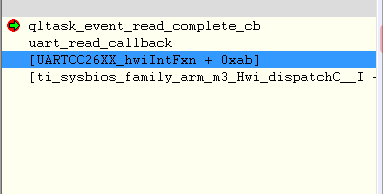 qltask_event_read_complete_cb
uart_read_callback
[UARTCC26XX_hwiIntFxn + 0xab]
[ti_sysbios_family_arm_m3_Hwi_dispatchC__I -